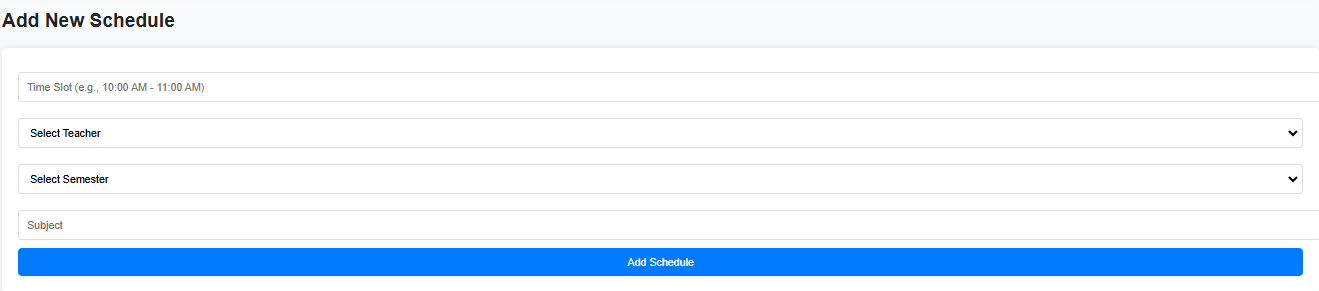 Add New Schedule
Time Slot (e.g., 10:00 AM - 11:00 AM)
Select Teacher
Select Semester
Subject
Add Schedule